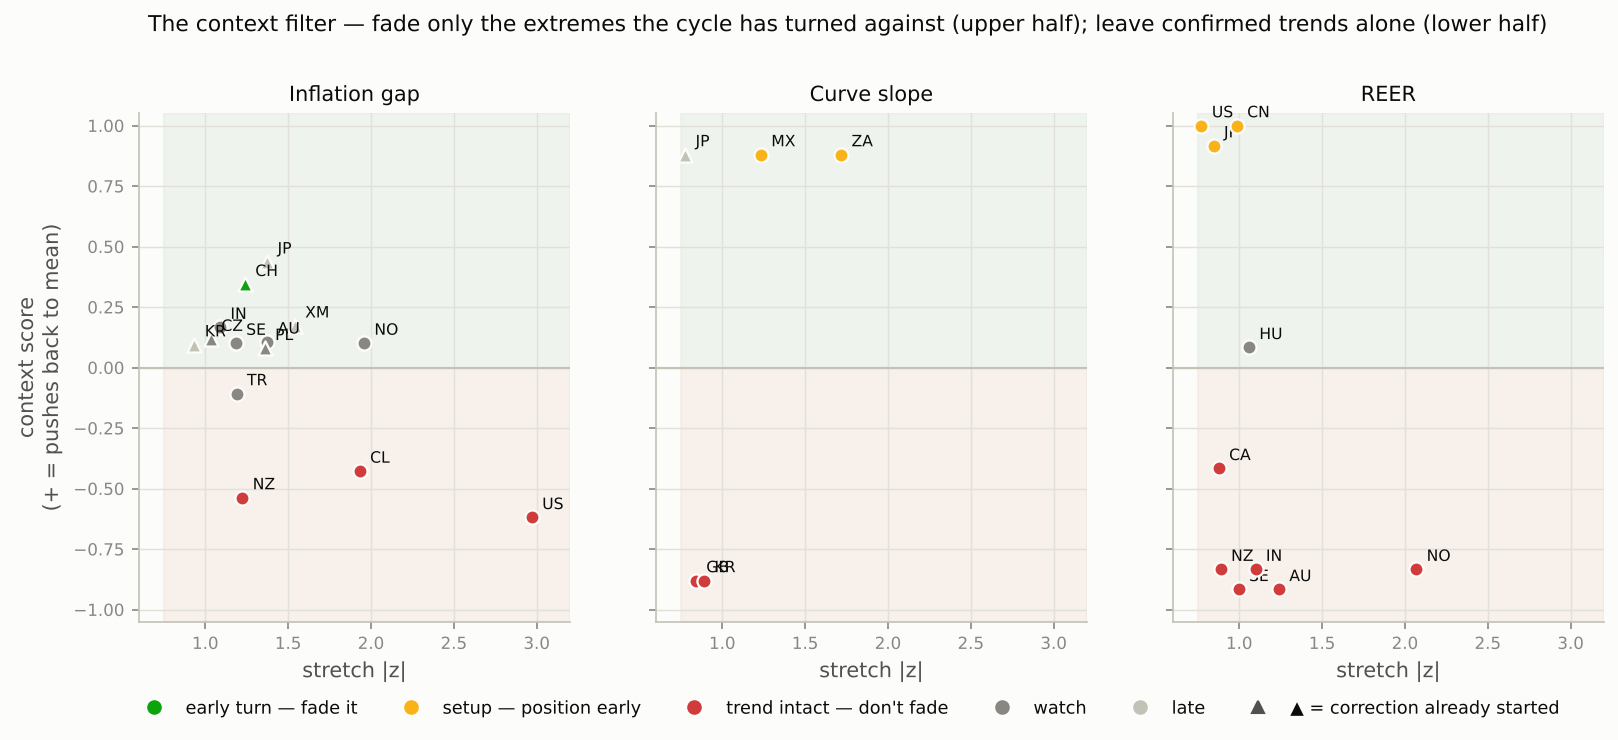 The context filter — fade only the extremes the cycle has turned against (upper half); leave confirmed trends alone (lower half)
Inflation gap
Curve slope
REER
context score
(+ = pushes back to mean)
1.00
0.75
0.50
0.25
0.00
−0.25
−0.50
−0.75
−1.00
JP
CH
IN
XM
CZ
KR
SE
AU
PL
NO
TR
CL
NZ
US
JP
MX
ZA
GB
KR
US
CN
HU
CA
NZ
IN
NO
SE
AU
1.0
1.5
2.0
2.5
3.0
1.0
1.5
2.0
2.5
3.0
1.0
1.5
2.0
2.5
3.0
stretch |z|
stretch |z|
stretch |z|
early turn — fade it
setup — position early
trend intact — don't fade
watch
late
▲ = correction already started